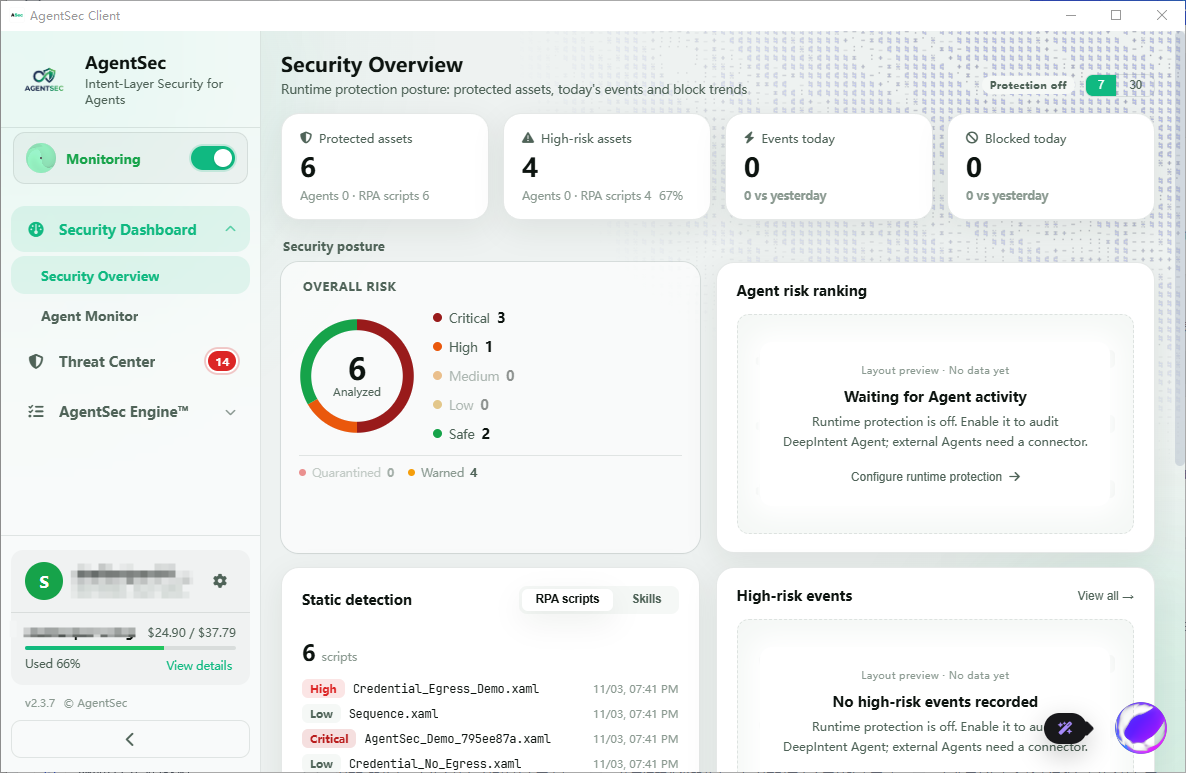 AgentSec Client
AgentSec
Intent-Layer Security for
Agents
AGENTSEC
Monitoring
Security Dashboard
Security Overview
Agent Monitor
Threat Center
14
AgentSec Engine™
S
$24.90 / $37.79
Used 66%
View details
v2.3.7 © AgentSec
Security Overview
Runtime protection posture: protected assets, today's events and block trends.
Protection off
7
30
Protected assets
6
Agents 0 · RPA scripts 6
High-risk assets
4
Agents 0 · RPA scripts 4 67%
Events today
0
0 vs yesterday
Blocked today
0
0 vs yesterday
Security posture
OVERALL RISK
6
Analyzed
Critical 3
High 1
Medium 0
Low 0
Safe 2
Quarantined 0
Warned 4
Agent risk ranking
Layout preview · No data yet
Waiting for Agent activity
Runtime protection is off. Enable it to audit
DeepIntent Agent; external Agents need a connector.
Configure runtime protection →
Static detection
RPA scripts
Skills
6 scripts
High Credential_Egress_Demo.xaml 11/03, 07:41 PM
Low Sequence.xaml 11/03, 07:41 PM
Critical AgentSec_Demo_795ee87a.xaml 11/03, 07:41 PM
Low Credential_No_Egress.xaml 11/03, 07:41 PM
High-risk events
View all →
Layout preview · No data yet
No high-risk events recorded
Runtime protection is off. Enable it to au
DeepIntent Agent; external Agents need a connector.